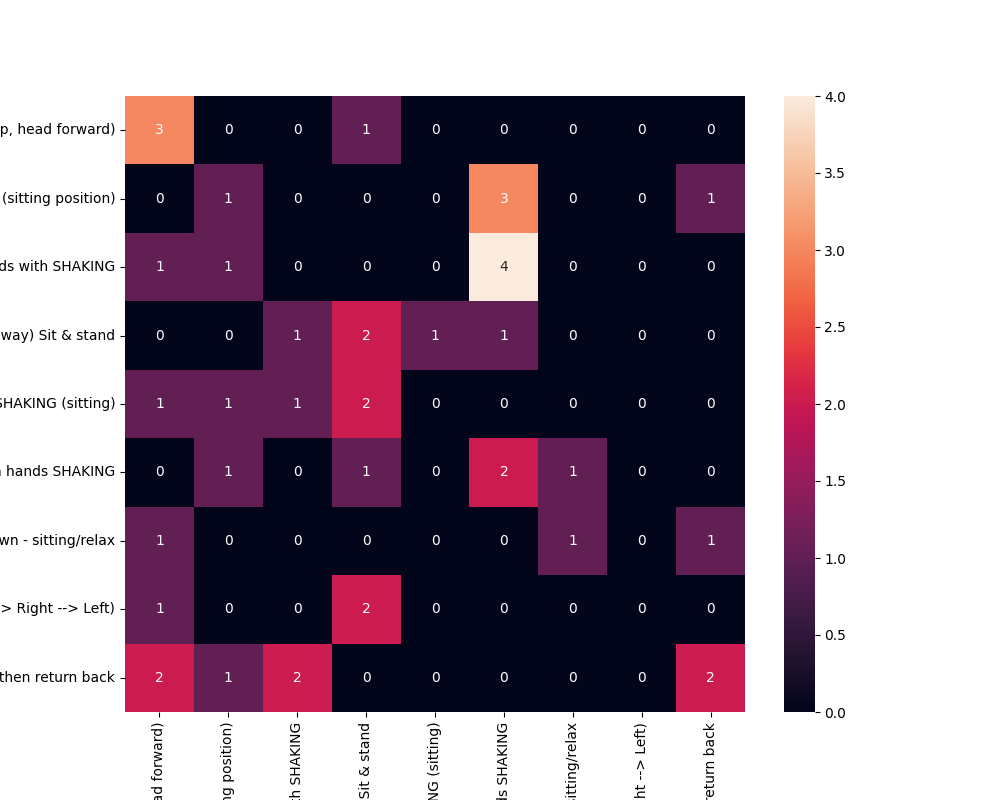 p, head forward) 3 0 0 1 0 0 0 0 0
(sitting position) 0 1 0 0 0 3 0 0 1
ds with SHAKING 1 1 0 0 0 4 0 0 0
way) Sit & stand 0 0 1 2 1 1 0 0 0
SHAKING (sitting) 1 1 1 2 0 0 0 0 0
hands SHAKING 0 1 0 1 0 2 1 0 0
wn - sitting/relax 1 0 0 0 0 0 1 0 1
> Right --> Left) 1 0 0 2 0 0 0 0 0
then return back 2 1 2 0 0 0 0 0 2
ad forward)
ng position)
th SHAKING
Sit & stand
NG (sitting)
ds SHAKING
sitting/relax
ht --> Left)
return back
4.0
3.5
3.0
2.5
2.0
1.5
1.0
0.5
0.0